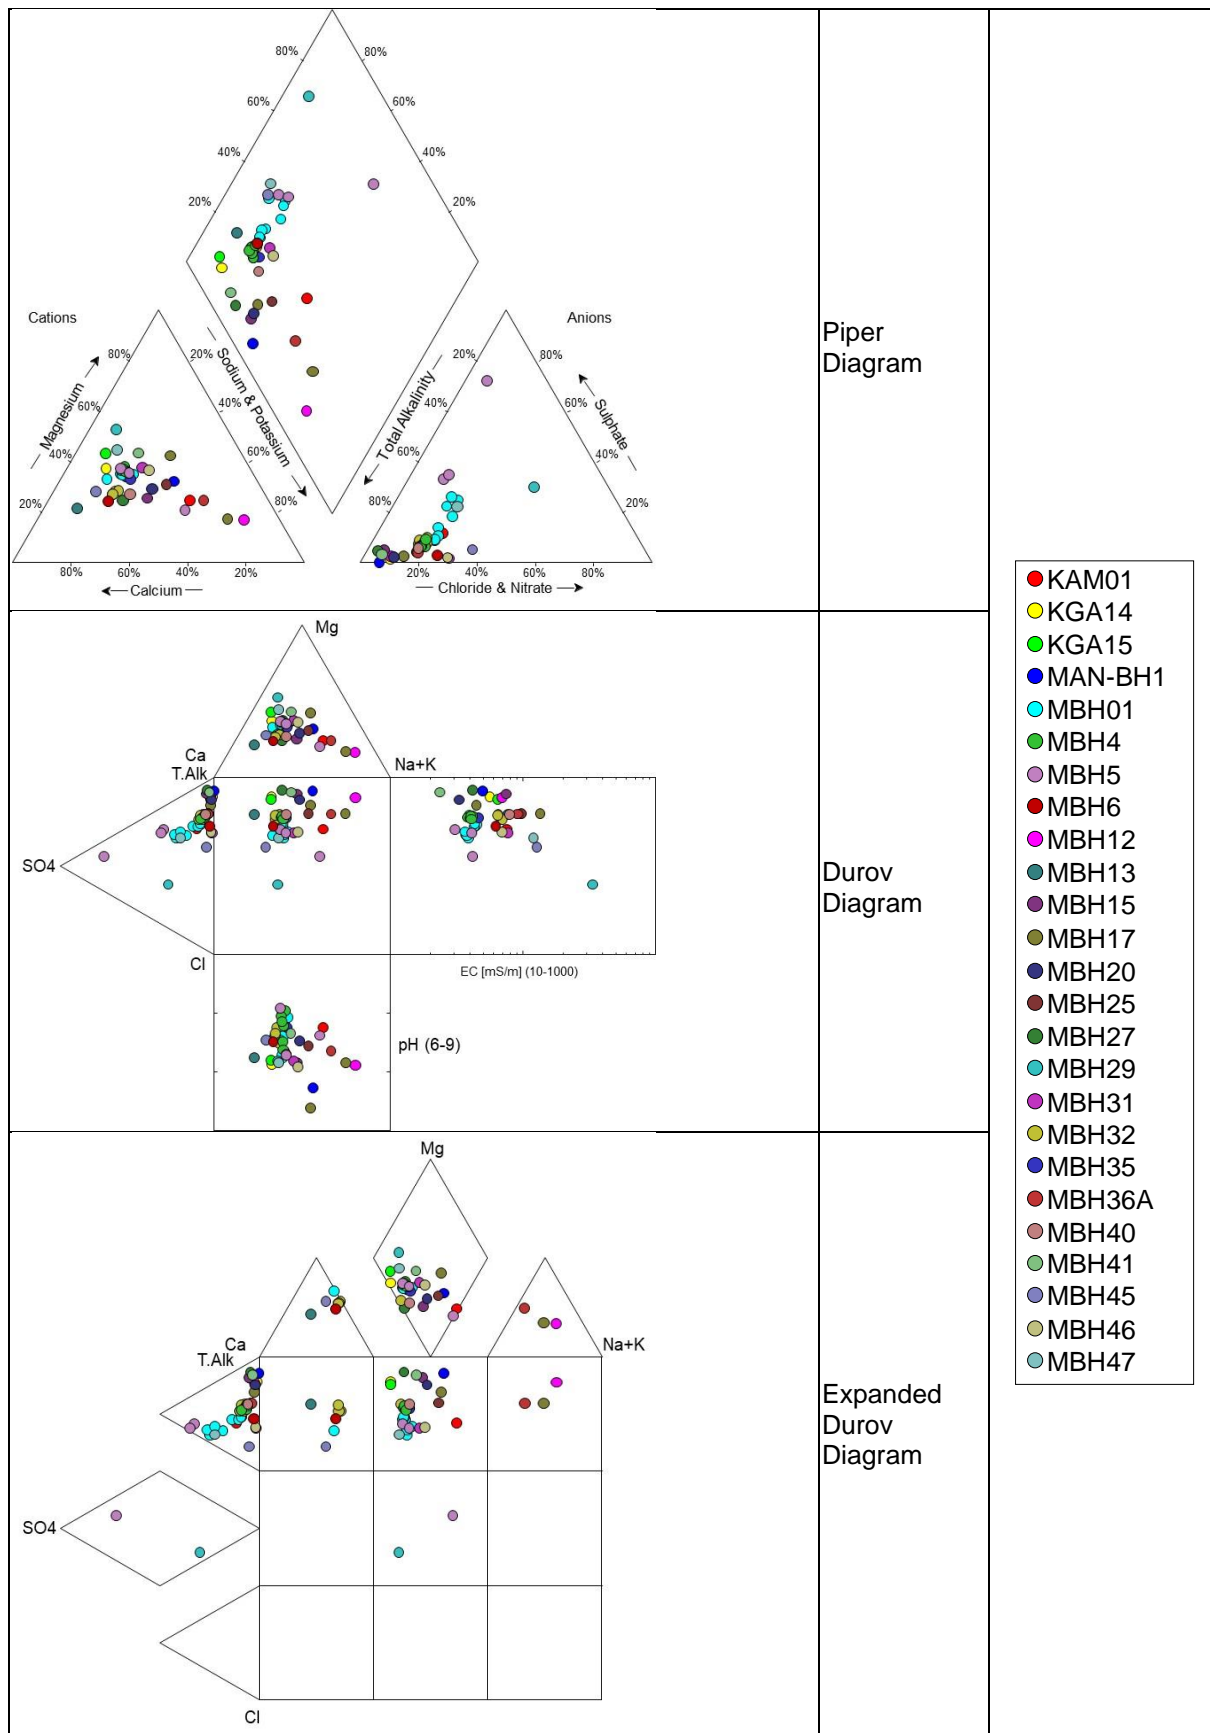 80%
80%
60%
60%
40%
40%
20%
20%
Cations
Anions
Sodium & Potassium
Total Alkalinity
Magnesium
Sulphate
80%
20%
20%
80%
60%
40%
40%
60%
40%
60%
60%
40%
20%
80%
80%
20%
80%
60%
40%
20%
20%
40%
60%
80%
Calcium
Chloride & Nitrate
Piper
Diagram
Mg
Ca
T.Alk
Na+K
SO4
Cl
EC [mS/m] (10-1000)
pH (6-9)
Durov
Diagram
Mg
Ca
T.Alk
Na+K
SO4
Cl
Expanded
Durov
Diagram
KAM01
KGA14
KGA15
MAN-BH1
MBH01
MBH4
MBH5
MBH6
MBH12
MBH13
MBH15
MBH17
MBH20
MBH25
MBH27
MBH29
MBH31
MBH32
MBH35
MBH36A
MBH40
MBH41
MBH45
MBH46
MBH47